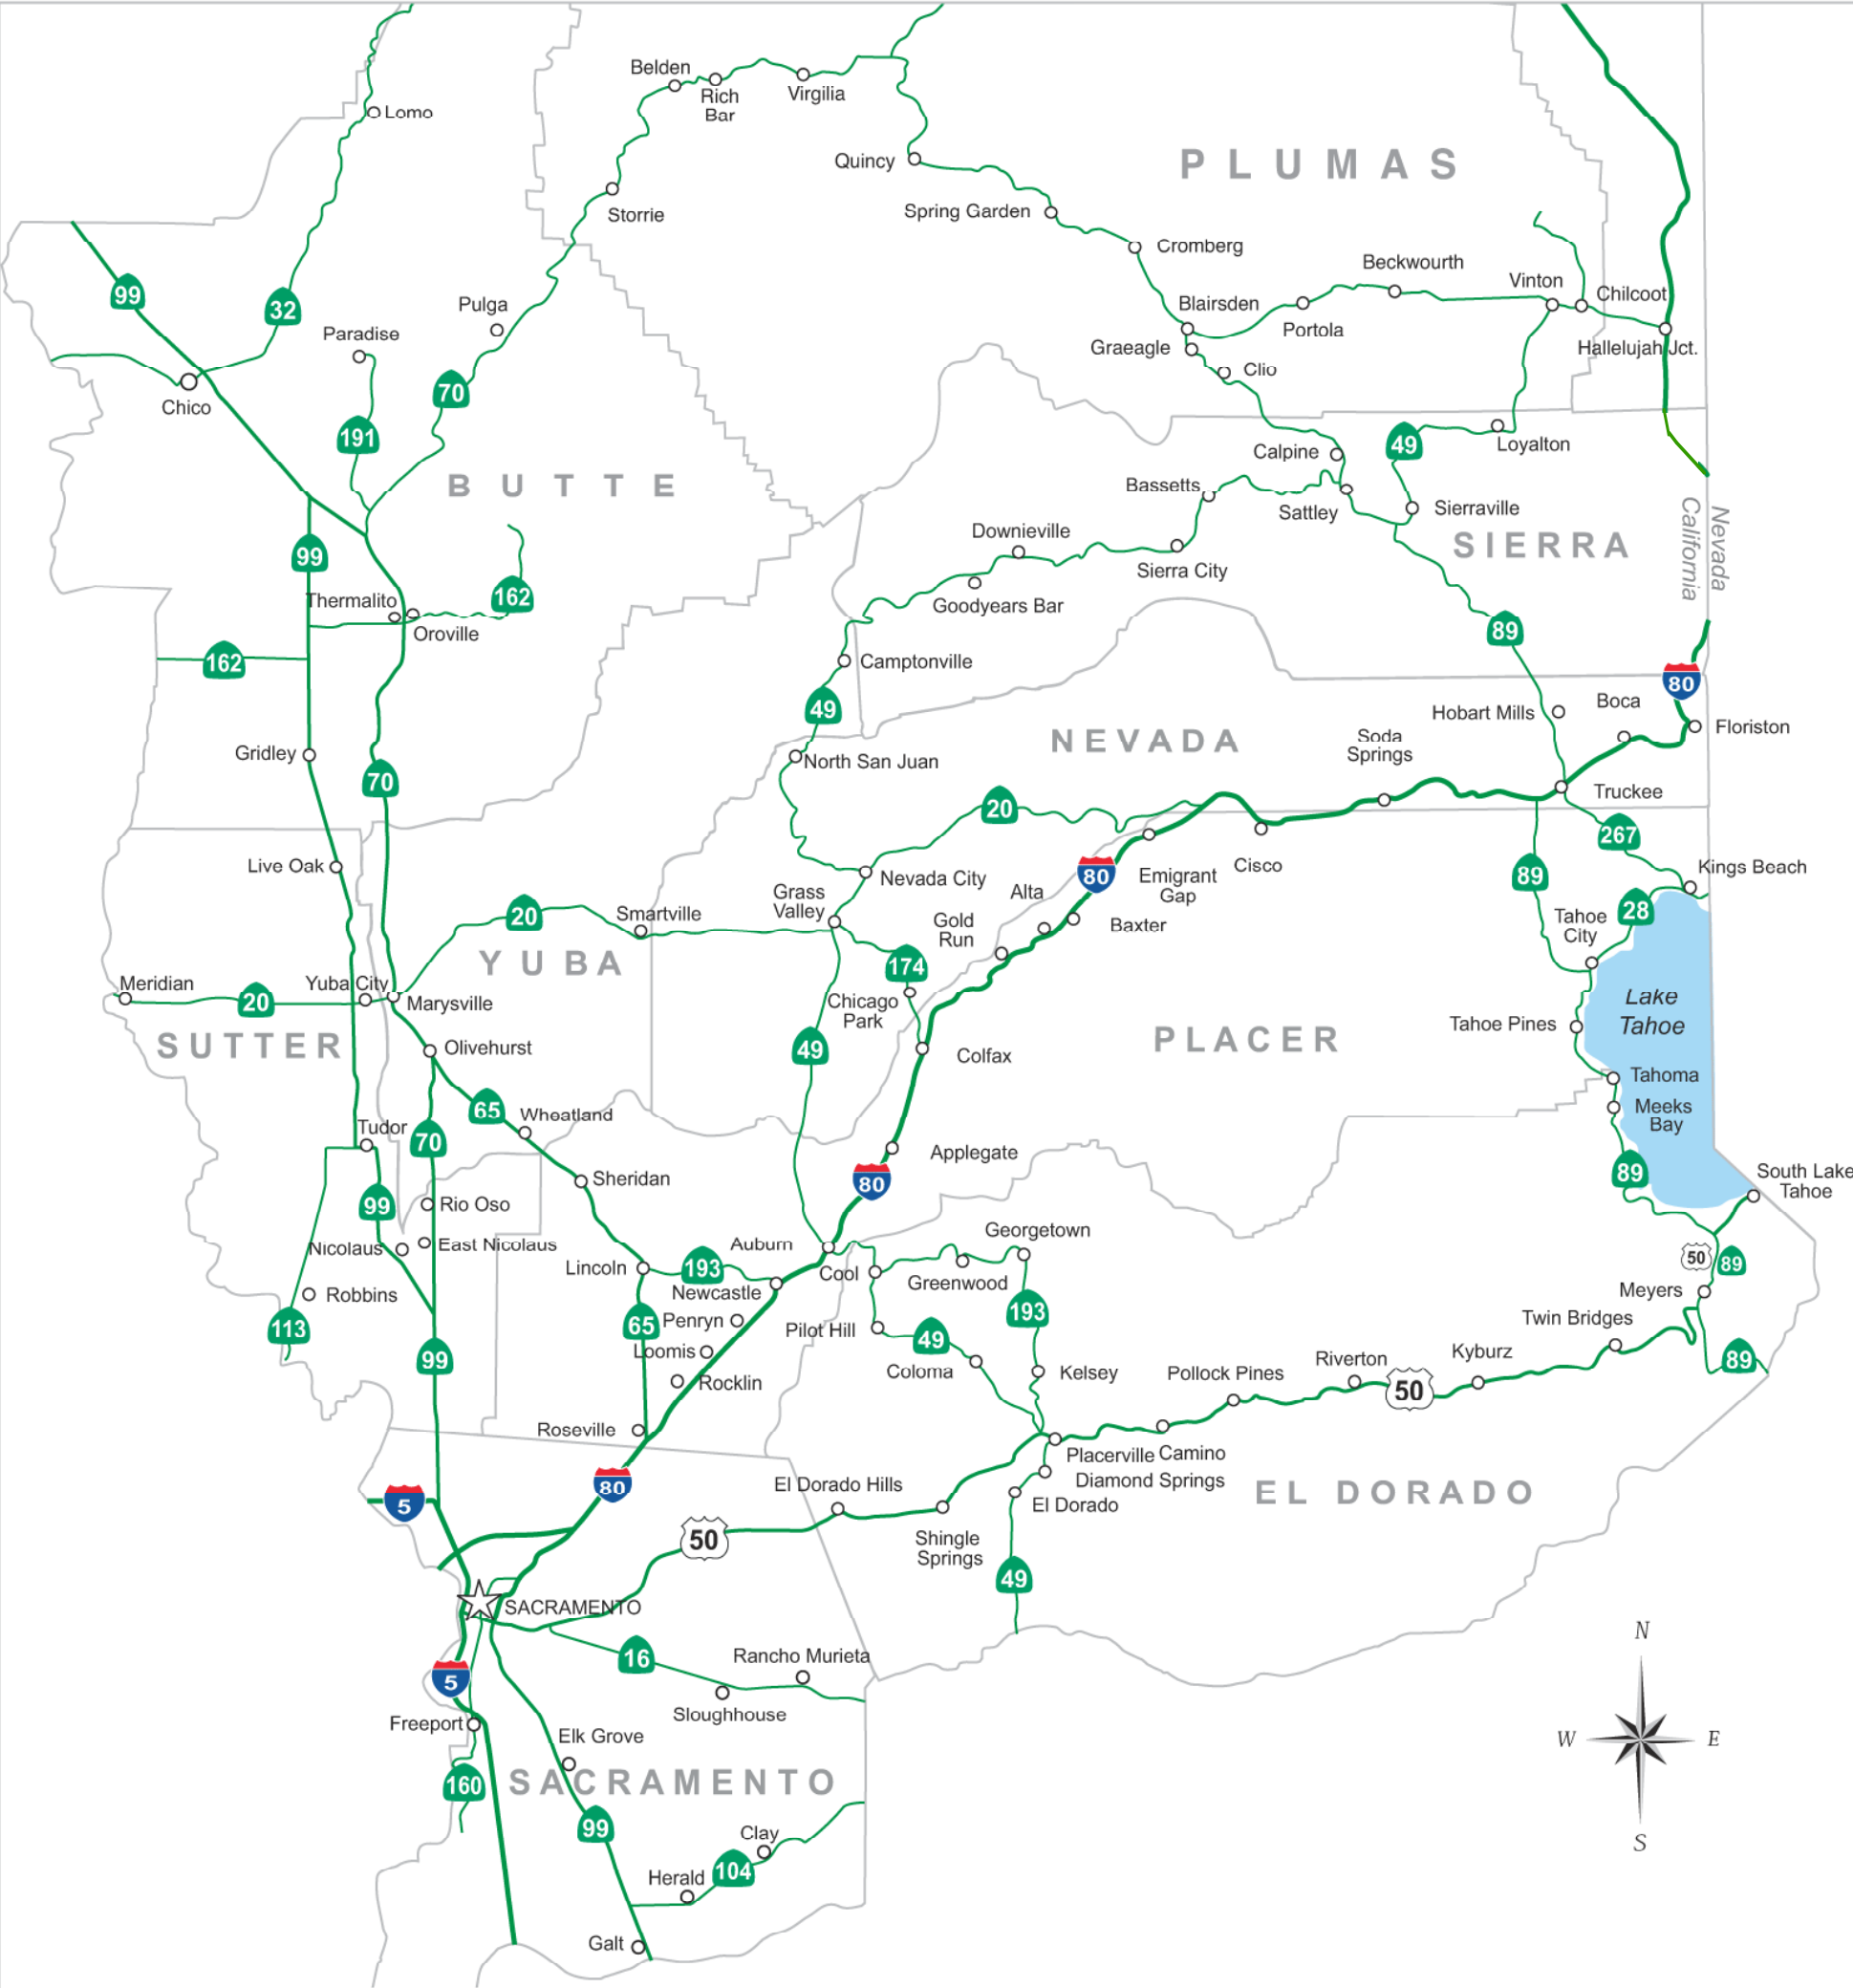 Belden
Rich
Bar
Virgilia
Lomo
Quincy
PLUMAS
Storrie
Spring Garden
Cromberg
Beckwourth
Vinton
Chilcoot
99
32
Pulga
Blairsden
Portola
Paradise
Graeagle
Hallelujah Jct.
Clio
70
Chico
191
49
Loyalton
Calpine
BUTTE
Bassetts
Sattley
Sierraville
Nevada
California
Downieville
SIERRA
99
Sierra City
162
Thermalito
Goodyears Bar
Oroville
89
162
Camptonville
80
49
Hobart Mills
Boca
Floriston
NEVADA
Soda
Springs
Gridley
North San Juan
70
Truckee
20
267
Live Oak
Kings Beach
Cisco
89
80
Emigrant
Gap
Nevada City
Alta
Grass
Valley
28
20
Smartville
Tahoe
City
Gold
Run
Baxter
YUBA
174
Meridian
Yuba City
20
Marysville
Chicago
Park
Lake
Tahoe
Tahoe Pines
SUTTER
Olivehurst
49
PLACER
Colfax
Tahoma
65
Wheatland
Meeks
Bay
Tudor
70
Applegate
89
South Lake
Tahoe
Sheridan
80
99
Rio Oso
Georgetown
Nicolaus
East Nicolaus
Auburn
50
89
Lincoln
193
Cool
Greenwood
Newcastle
Meyers
Robbins
193
Twin Bridges
113
65
Penryn
Pilot Hill
49
Loomis
99
Coloma
Kelsey
Pollock Pines
Riverton
Kyburz
89
50
Rocklin
Roseville
Placerville
Camino
Diamond Springs
80
El Dorado Hills
EL DORADO
5
El Dorado
50
Shingle
Springs
49
SACRAMENTO
N
16
Rancho Murieta
5
Sloughhouse
Freeport
Elk Grove
W
E
160
SACRAMENTO
99
Clay
S
104
Herald
Galt